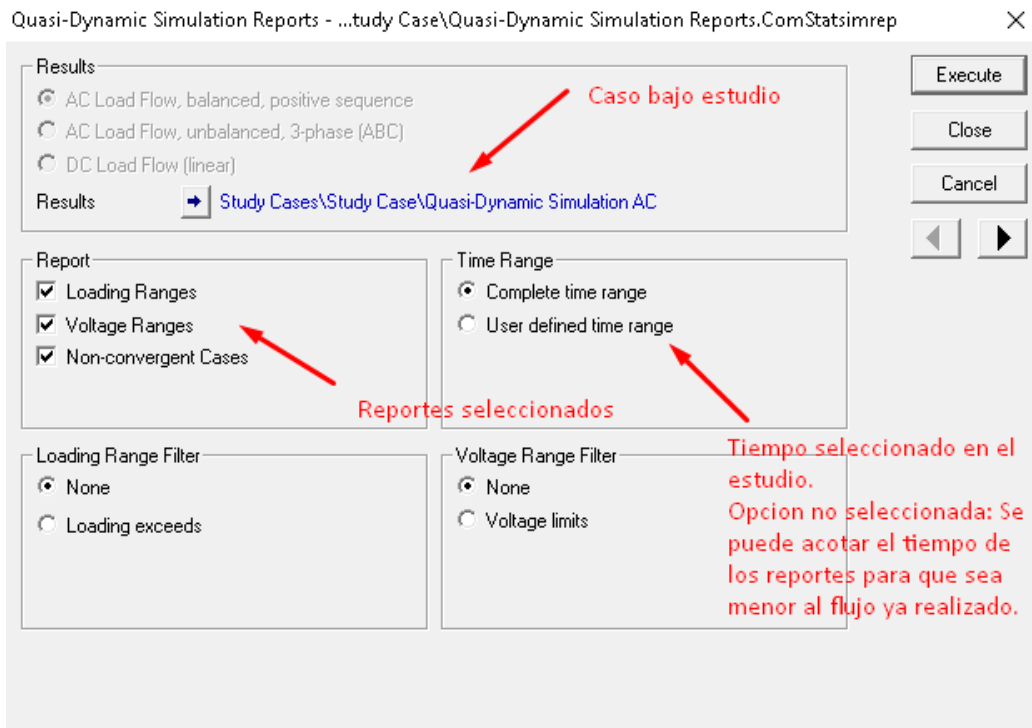 Quasi-Dynamic Simulation Reports - ...tudy Case\Quasi-Dynamic Simulation Reports.ComStatsimrep
Results
AC Load Flow, balanced, positive sequence
AC Load Flow, unbalanced, 3-phase (ABC)
DC Load Flow (linear)
Results
Study Cases\Study Case\Quasi-Dynamic Simulation AC
Caso bajo estudio
Execute
Close
Cancel
Report
Loading Ranges
Voltage Ranges
Non-convergent Cases
Reportes seleccionados
Time Range
Complete time range
User defined time range
Loading Range Filter
None
Loading exceeds
Voltage Range Filter
None
Voltage limits
Tiempo seleccionado en el
estudio.
Opcion no seleccionada: Se
puede acotar el tiempo de
los reportes para que sea
menor al flujo ya realizado.